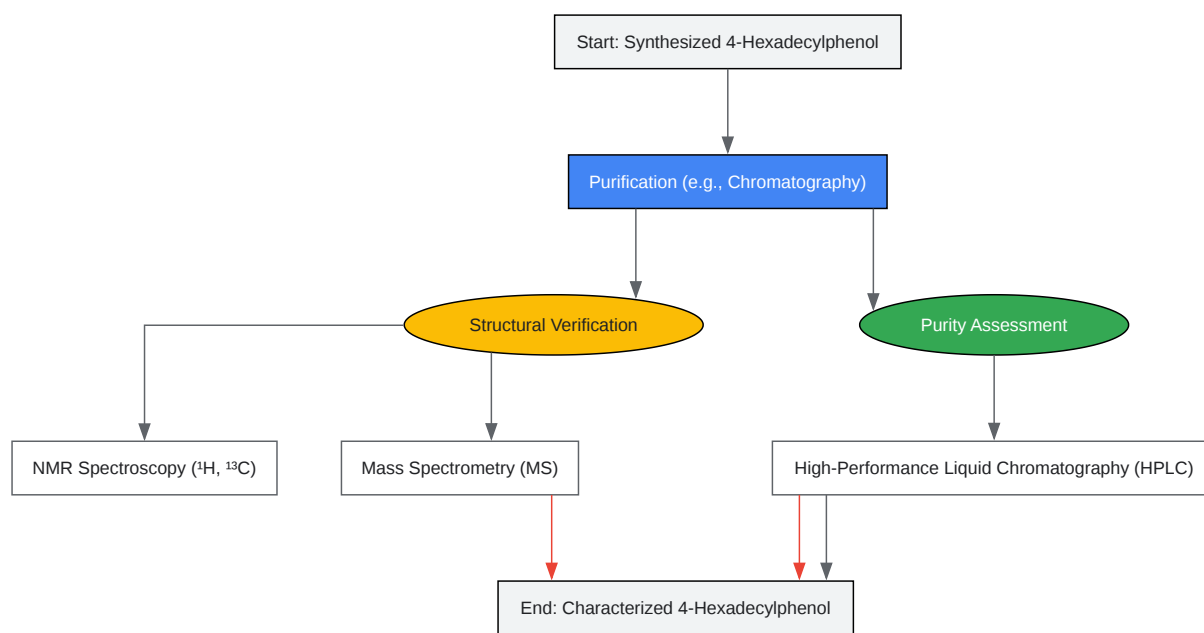 Start: Synthesized 4-Hexadecylphenol
Purification (e.g., Chromatography)
Structural Verification
Purity Assessment
NMR Spectroscopy (¹H, ¹³C)
Mass Spectrometry (MS)
High-Performance Liquid Chromatography (HPLC)
End: Characterized 4-Hexadecylphenol